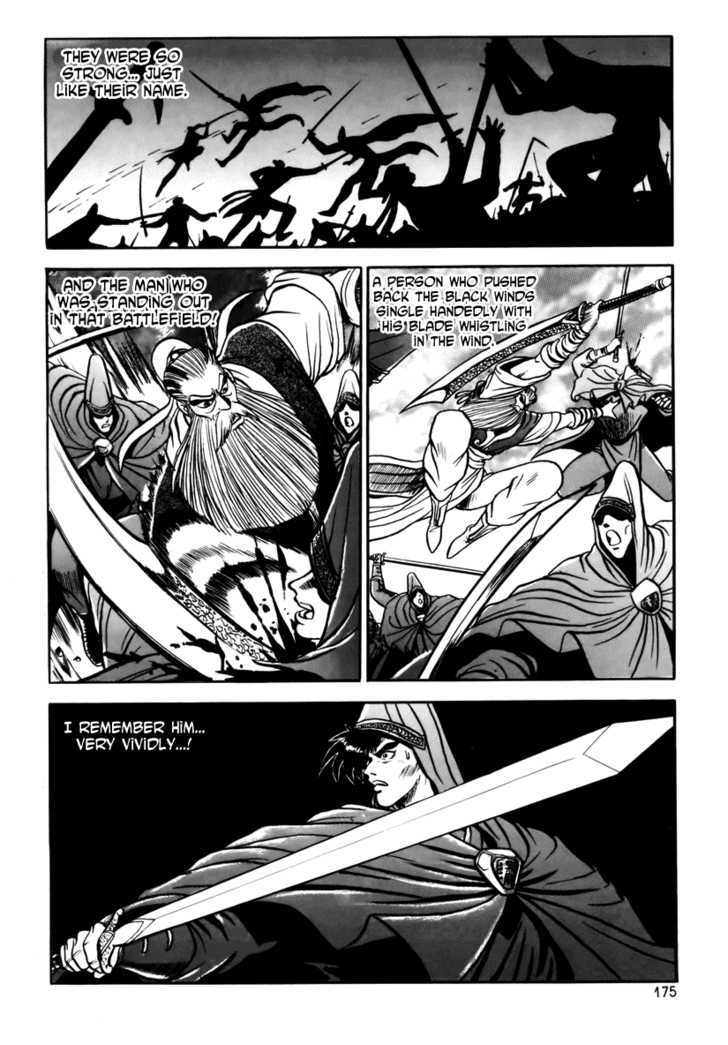 THEY WERE SO
STRONG... JUST
LIKE THEIR NAME.
AND THE MAN WHO
WAS STANDING OUT
IN THAT BATTLEFIELD!
A PERSON WHO PUSHED
BACK THE BLACK WINDS
SINGLE HANDEDLY WITH
HIS BLADE WHISTLING
IN THE WIND.
I REMEMBER HIM...
VERY VIVIDLY...!
175